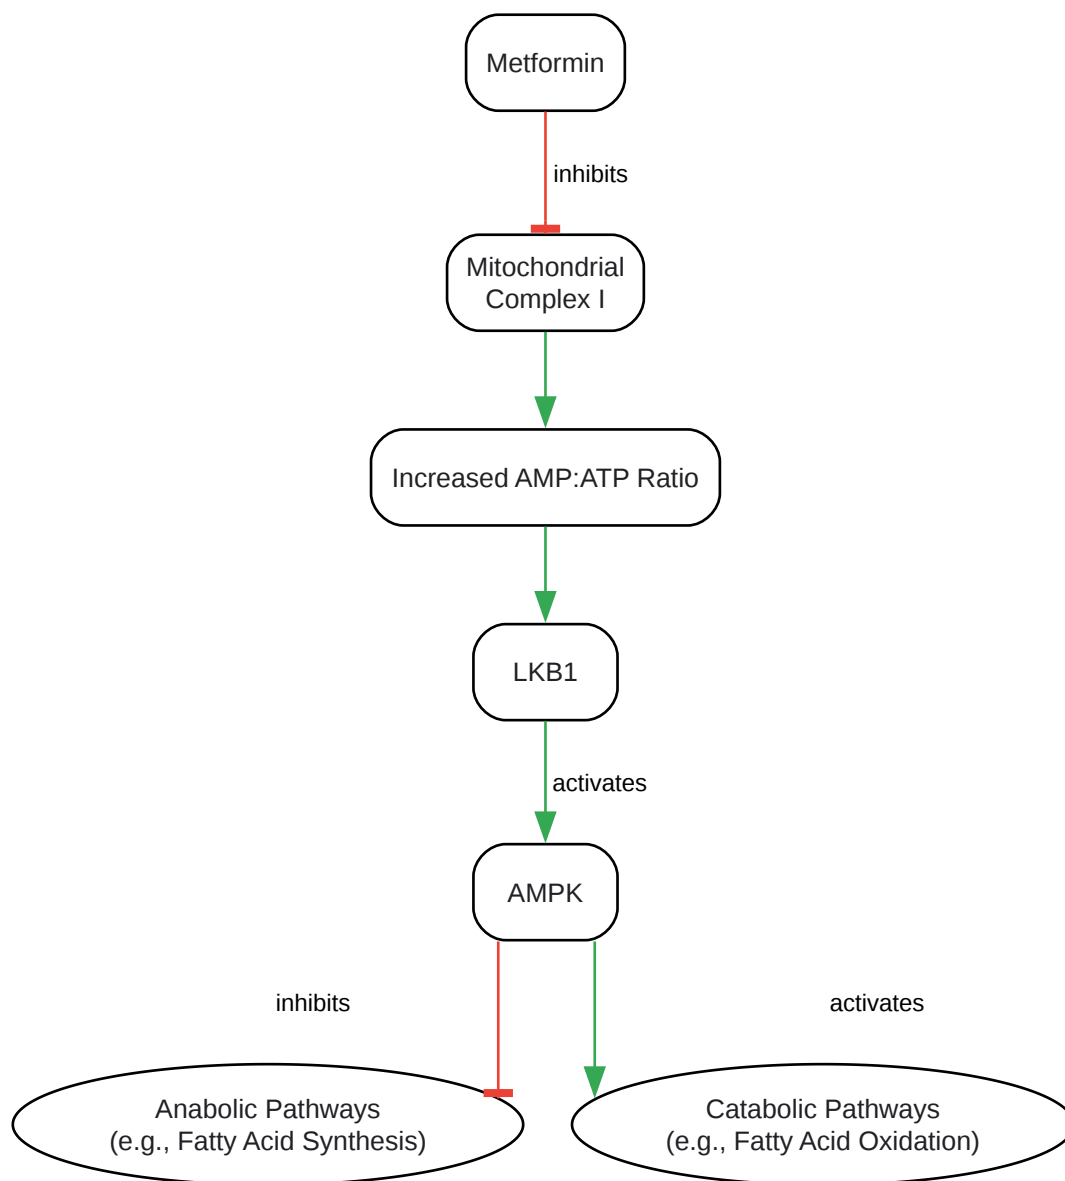 Metformin
inhibits
Mitochondrial
Complex I
Increased AMP:ATP Ratio
LKB1
activates
AMPK
inhibits
activates
Anabolic Pathways
(e.g., Fatty Acid Synthesis)
Catabolic Pathways
(e.g., Fatty Acid Oxidation)